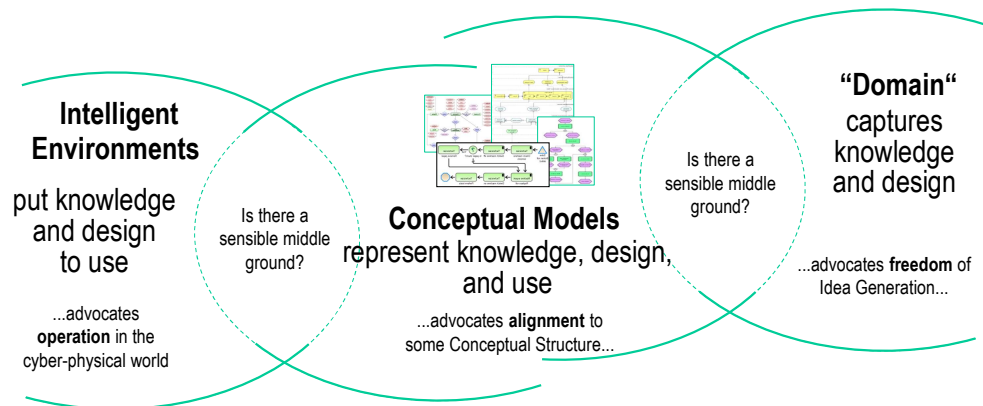 Intelligent
Environments
put knowledge
and design
to use
...advocates
operation in the
cyber-physical world
Is there a
sensible middle
ground?
Conceptual Models
represent knowledge, design,
and use
...advocates alignment to
some Conceptual Structure...
Is there a
sensible middle
ground?
“Domain“
captures
knowledge
and design
...advocates freedom of
Idea Generation...